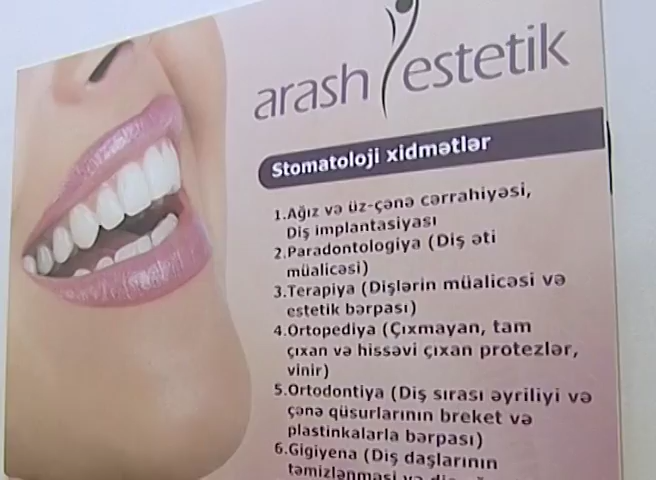 arash estetik
Stomatoloji xidmətlər
1.Ağız və üz-çənə cərrahiyəsi,
Diş implantasiyası
2.Paradontologiya (Diş əti
müalicəsi)
3.Terapiya (Dişlərin müalicəsi və
estetik bərpası)
4.Ortopediya (Çıxmayan, tam
çıxan və hissəvi çıxan protezlər,
vinir)
5.Ortodontiya (Diş sırası əyriliyi və
çənə qüsurlarının breket və
plastinkalarla bərpası)
6.Gigiyena (Diş daşlarının
təmizlənməsi və